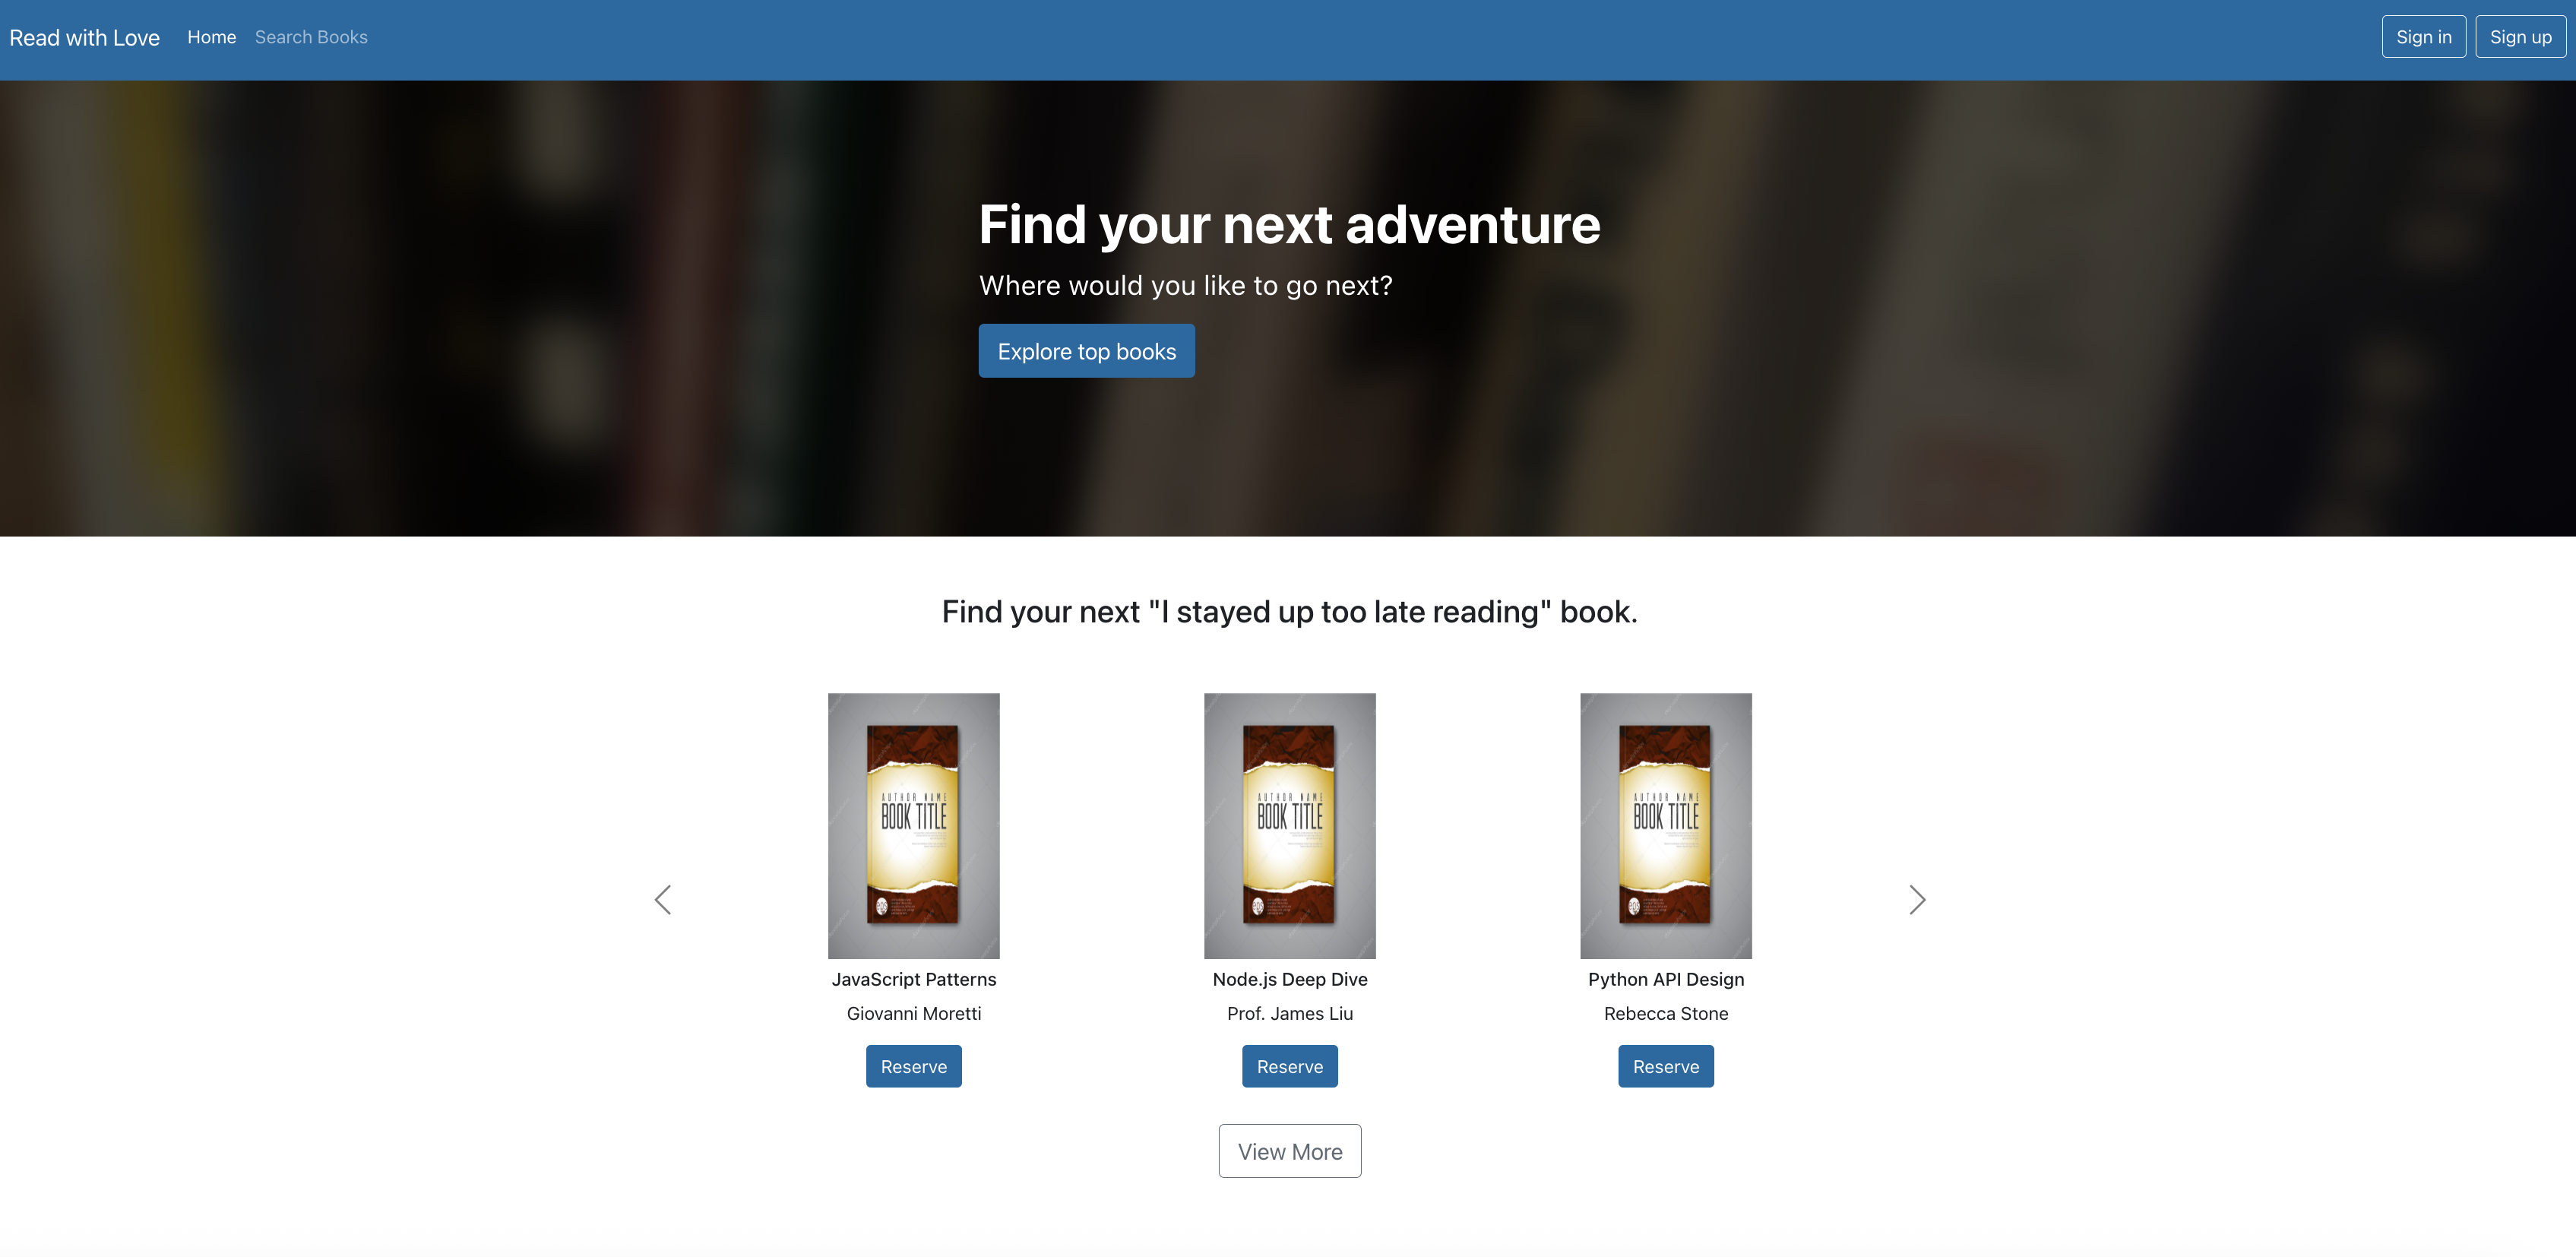 Read with Love Home Search Books Sign in Sign up
Find your next adventure
Where would you like to go next?
Explore top books
Find your next "I stayed up too late reading" book.
AUTHOR NAME
BOOK TITLE
AUTHOR NAME
BOOK TITLE
AUTHOR NAME
BOOK TITLE
JavaScript Patterns
Giovanni Moretti
Reserve
Node.js Deep Dive
Prof. James Liu
Reserve
Python API Design
Rebecca Stone
Reserve
View More